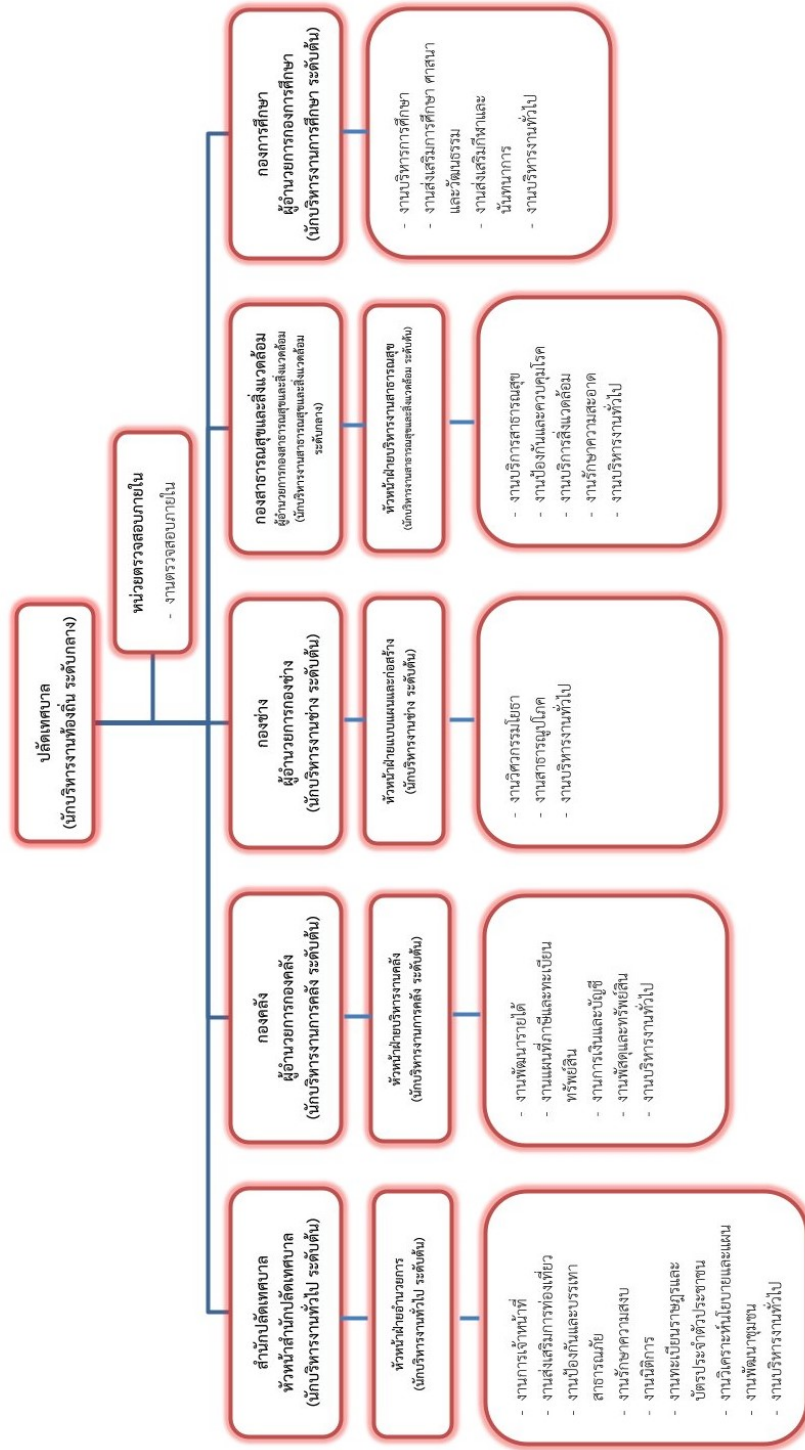 ปลัดเทศบาล
(นักบริหารงานท้องถิ่น ระดับกลาง)
หน่วยตรวจสอบภายใน
- งานตรวจสอบภายใน
สำนักปลัดเทศบาล
หัวหน้าสำนักปลัดเทศบาล
(นักบริหารงานทั่วไป ระดับต้น)
หัวหน้าฝ่ายอำนวยการ
(นักบริหารงานทั่วไป ระดับต้น)
- งานการเจ้าหน้าที่
- งานส่งเสริมการท่องเที่ยว
- งานป้องกันและบรรเทา
สาธารณภัย
- งานรักษาความสงบ
- งานนิติการ
- งานทะเบียนราษฎรและ
บัตรประจำตัวประชาชน
- งานวิเคราะห์นโยบายและแผน
- งานพัฒนาชุมชน
- งานบริหารงานทั่วไป
กองคลัง
ผู้อำนวยการกองคลัง
(นักบริหารงานการคลัง ระดับต้น)
หัวหน้าฝ่ายบริหารงานคลัง
(นักบริหารงานการคลัง ระดับต้น)
- งานพัฒนารายได้
- งานแผนที่ภาษีและทะเบียน
ทรัพย์สิน
- งานการเงินและบัญชี
- งานพัสดุและทรัพย์สิน
- งานบริหารงานทั่วไป
กองช่าง
ผู้อำนวยการกองช่าง
(นักบริหารงานช่าง ระดับต้น)
หัวหน้าฝ่ายแบบแผนและก่อสร้าง
(นักบริหารงานช่าง ระดับต้น)
- งานวิศวกรรมโยธา
- งานสาธารณูปโภค
- งานบริหารงานทั่วไป
กองสาธารณสุขและสิ่งแวดล้อม
ผู้อำนวยการกองสาธารณสุขและสิ่งแวดล้อม
(นักบริหารงานสาธารณสุขและสิ่งแวดล้อม
ระดับกลาง)
หัวหน้าฝ่ายบริหารงานสาธารณสุข
(นักบริหารงานสาธารณสุขและสิ่งแวดล้อม ระดับต้น)
- งานบริการสาธารณสุข
- งานป้องกันและควบคุมโรค
- งานบริการสิ่งแวดล้อม
- งานรักษาความสะอาด
- งานบริหารงานทั่วไป
กองการศึกษา
ผู้อำนวยการกองการศึกษา
(นักบริหารงานการศึกษา ระดับต้น)
- งานบริหารการศึกษา
- งานส่งเสริมการศึกษา ศาสนา
และวัฒนธรรม
- งานส่งเสริมกีฬาและ
นันทนาการ
- งานบริหารงานทั่วไป